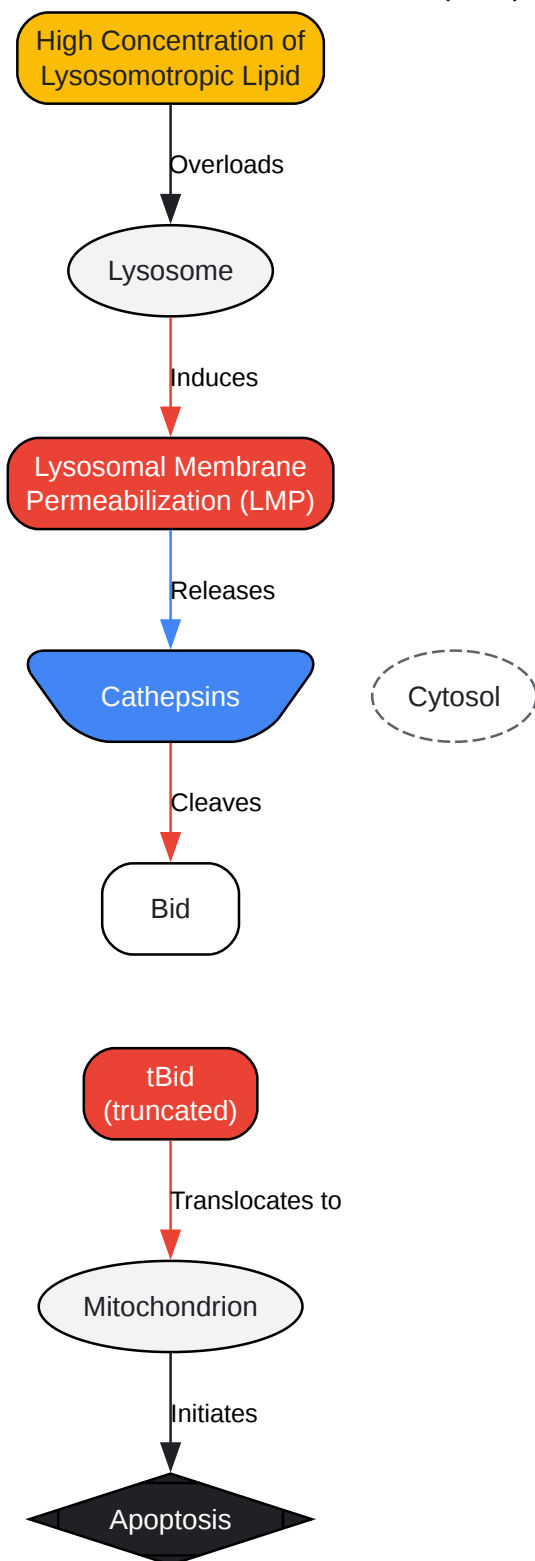 High Concentration of
Lysosomotropic Lipid
Overloads
Lysosome
Induces
Lysosomal Membrane
Permeabilization (LMP)
Releases
Cathepsins
Cytosol
Cleaves
Bid
tBid
(truncated)
Translocates to
Mitochondrion
Initiates
Apoptosis